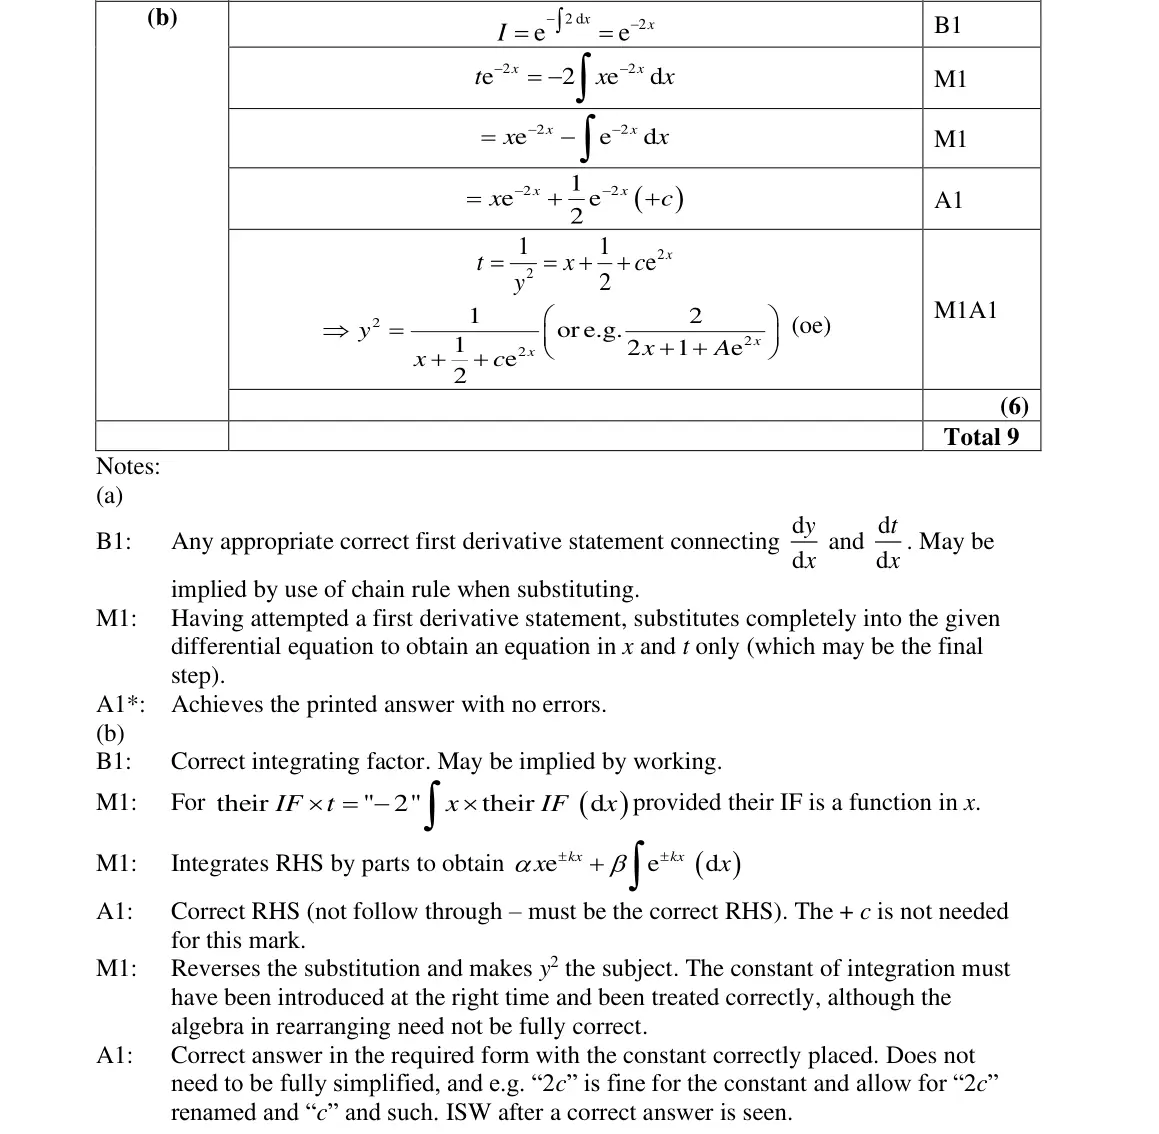 (b) I = e^{−∫2 dx} = e^{−2x} B1
te^{−2x} = −2∫xe^{−2x} dx M1
= xe^{−2x} − ∫e^{−2x} dx M1
= xe^{−2x} + 1/2 e^{−2x} (+c) A1
t = 1/y² = x + 1/2 + ce^{2x}
⇒ y² = 1/(x + 1/2 + ce^{2x}) (or e.g. 2/(2x + 1 + Ae^{2x})) (oe) M1A1
(6)
Total 9
Notes:
(a)
B1: Any appropriate correct first derivative statement connecting dy/dx and dt/dx . May be
implied by use of chain rule when substituting.
M1: Having attempted a first derivative statement, substitutes completely into the given
differential equation to obtain an equation in x and t only (which may be the final
step).
A1*: Achieves the printed answer with no errors.
(b)
B1: Correct integrating factor. May be implied by working.
M1: For their IF × t = "− 2" ∫ x × their IF (dx) provided their IF is a function in x.
M1: Integrates RHS by parts to obtain αxe^{±kx} + β∫e^{±kx} (dx)
A1: Correct RHS (not follow through – must be the correct RHS). The + c is not needed
for this mark.
M1: Reverses the substitution and makes y² the subject. The constant of integration must
have been introduced at the right time and been treated correctly, although the
algebra in rearranging need not be fully correct.
A1: Correct answer in the required form with the constant correctly placed. Does not
need to be fully simplified, and e.g. “2c” is fine for the constant and allow for “2c”
renamed and “c” and such. ISW after a correct answer is seen.